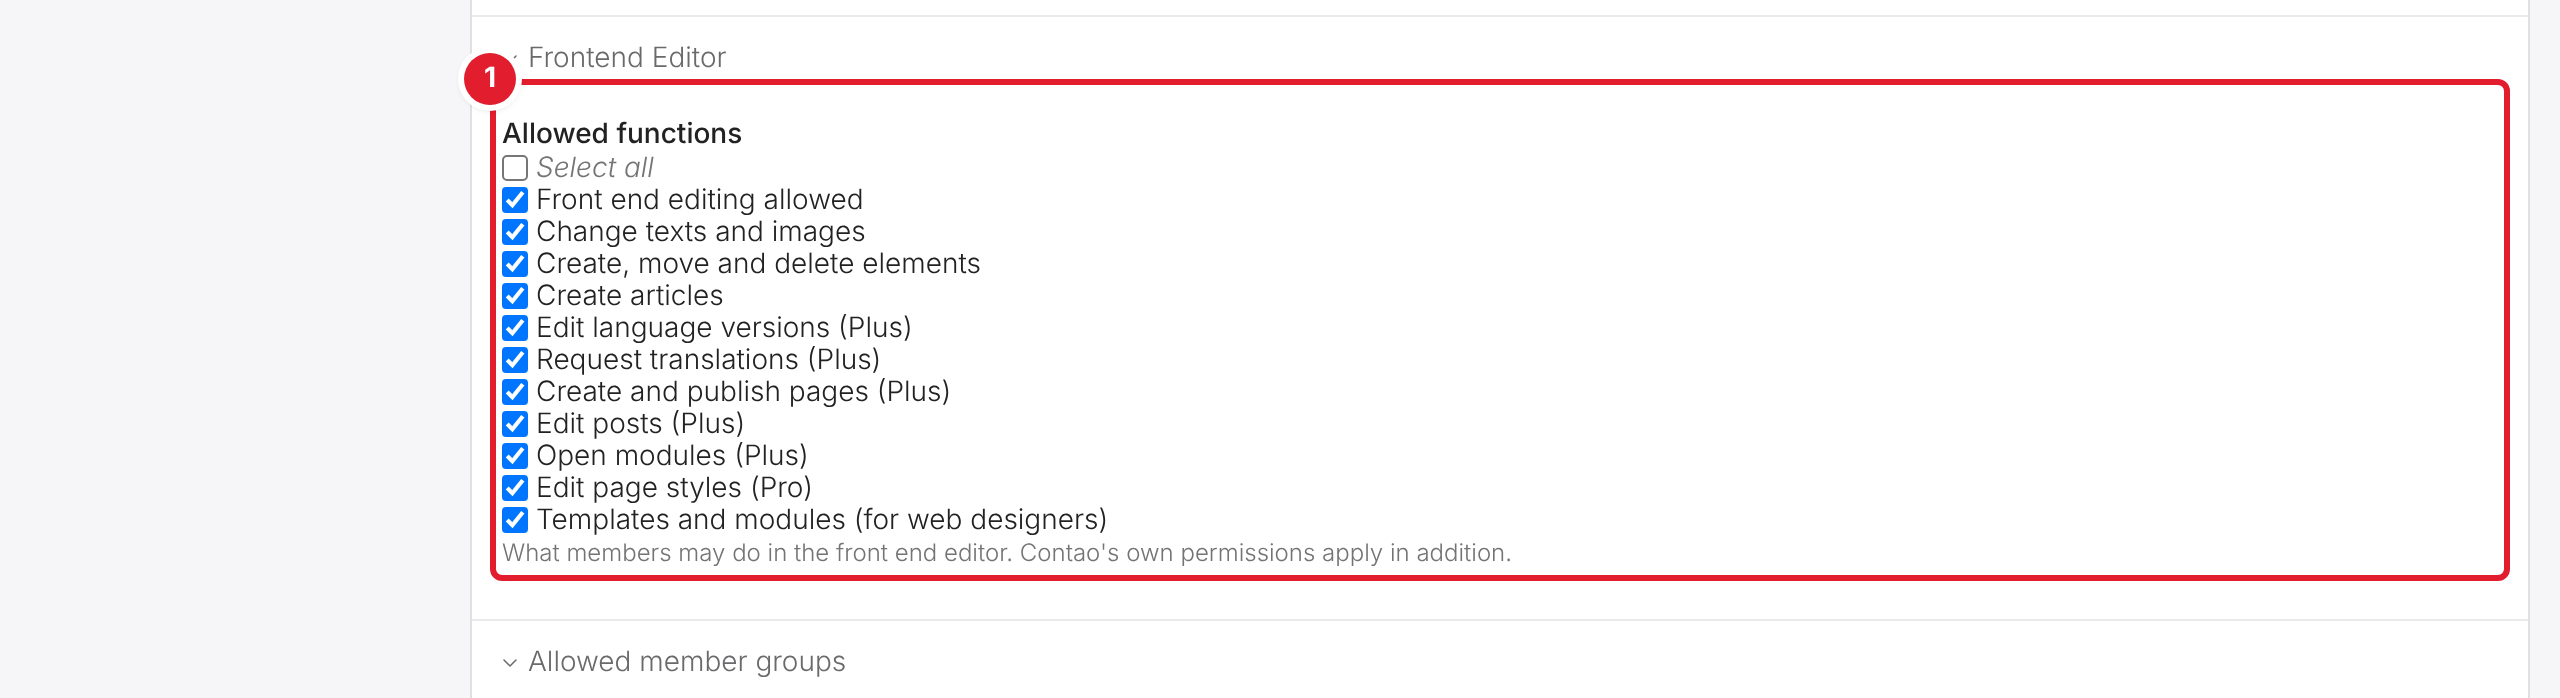 Frontend Editor
1
Allowed functions
Select all
Front end editing allowed
Change texts and images
Create, move and delete elements
Create articles
Edit language versions (Plus)
Request translations (Plus)
Create and publish pages (Plus)
Edit posts (Plus)
Open modules (Plus)
Edit page styles (Pro)
Templates and modules (for web designers)
What members may do in the front end editor. Contao's own permissions apply in addition.
Allowed member groups